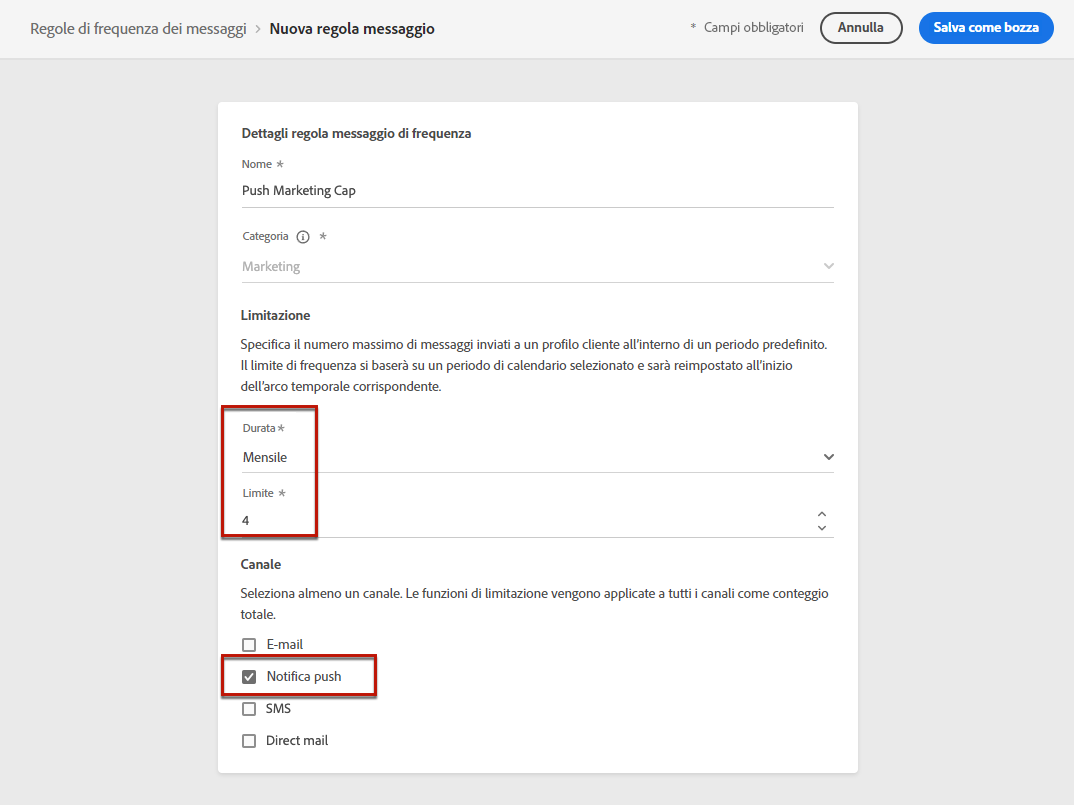 Regole di frequenza dei messaggi › Nuova regola messaggio
* Campi obbligatori
Annulla
Salva come bozza
Dettagli regola messaggio di frequenza
Nome *
Push Marketing Cap
Categoria *
Marketing
Limitazione
Specifica il numero massimo di messaggi inviati a un profilo cliente all’interno di un periodo predefinito.
Il limite di frequenza si baserà su un periodo di calendario selezionato e sarà reimpostato all’inizio
dell’arco temporale corrispondente.
Durata*
Mensile
Limite *
4
Canale
Seleziona almeno un canale. Le funzioni di limitazione vengono applicate a tutti i canali come conteggio
totale.
E-mail
Notifica push
SMS
Direct mail